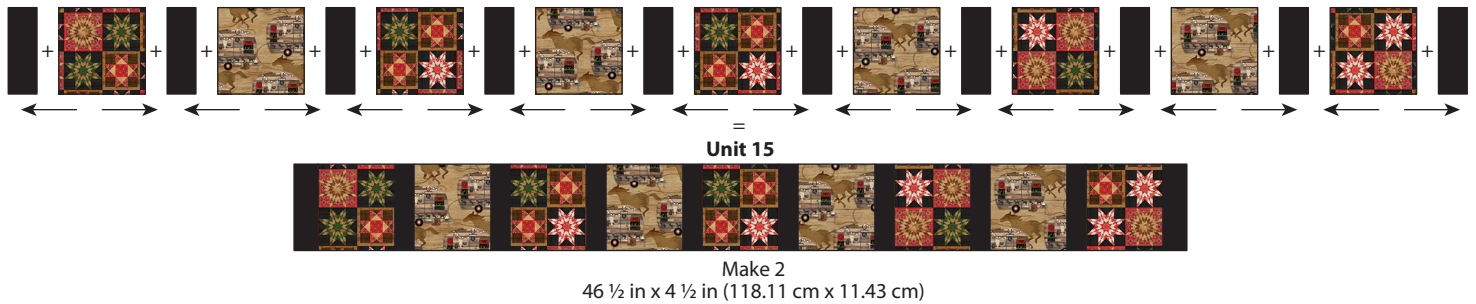 + + + + + + + + + + + + + + + + + +
=
Unit 15
Make 2
46 ½ in x 4 ½ in (118.11 cm x 11.43 cm)